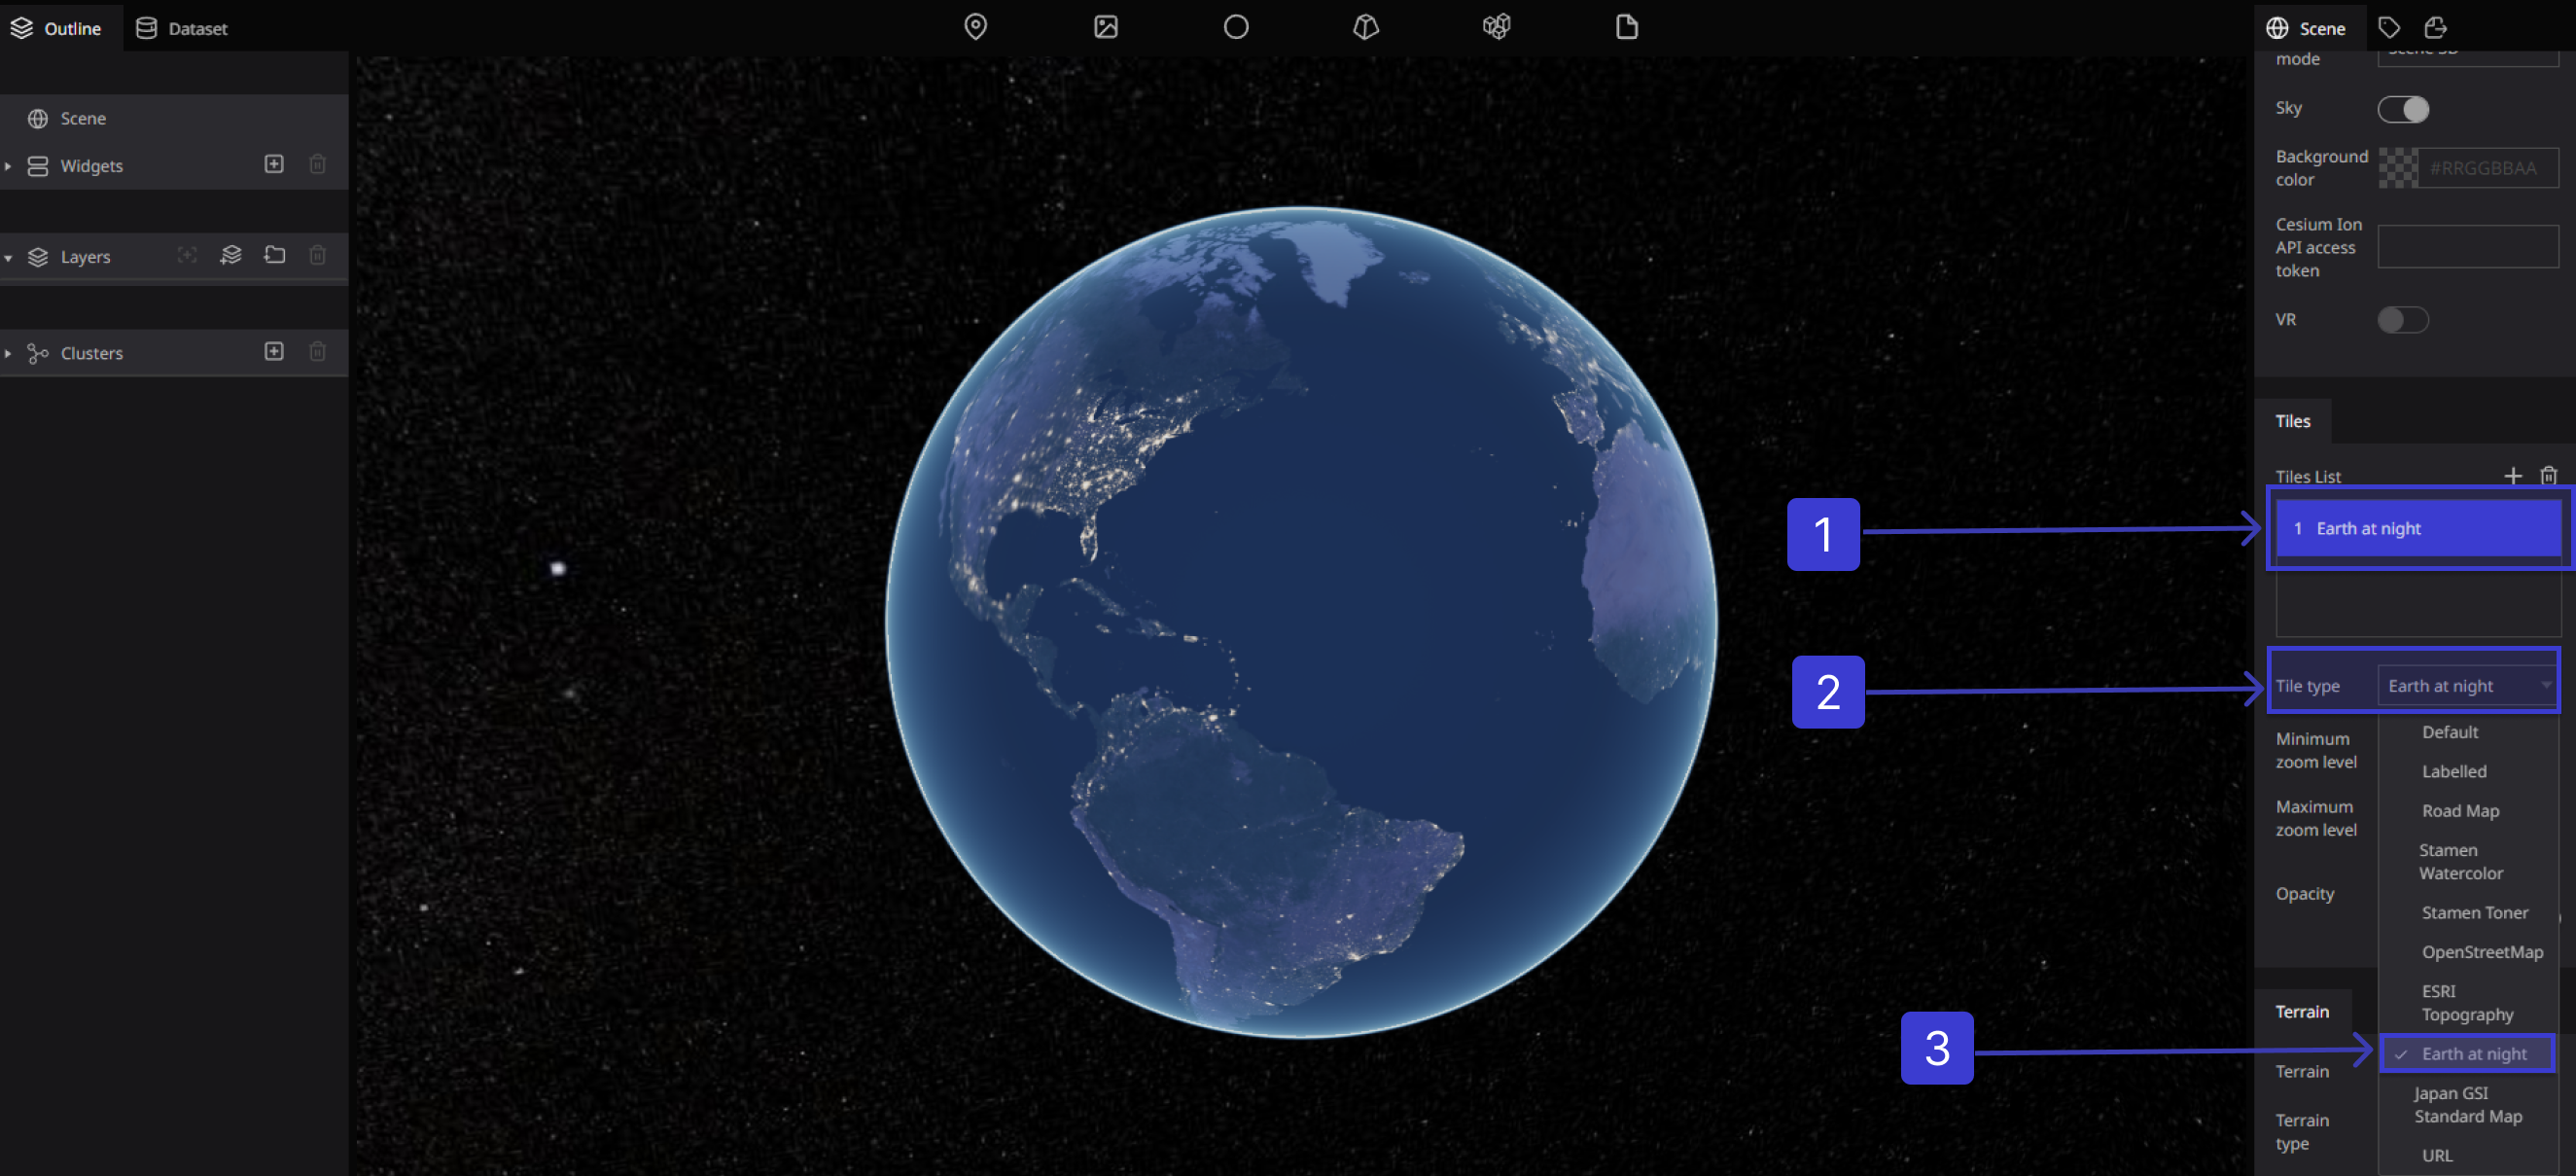 Outline
Dataset
Scene
Widgets
Layers
Clusters
1
2
3
Scene
mode
Scene 3D
Sky
Background
color
#RRGGBBAA
Cesium Ion
API access
token
VR
Tiles
Tiles List
1 Earth at night
Tile type
Earth at night
Default
Labelled
Road Map
Stamen
Watercolor
Stamen Toner
OpenStreetMap
ESRI
Topography
Earth at night
Japan GSI
Standard Map
URL
Minimum
zoom level
Maximum
zoom level
Opacity
Terrain
Terrain
Terrain
type